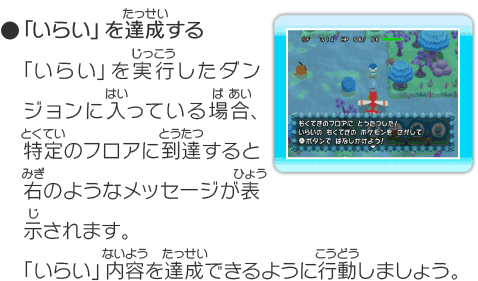 ●「いらい」を達成する
「いらい」を実行したダン
ジョンに入っている場合、
特定のフロアに到達すると
右のようなメッセージが表
示されます。
「いらい」内容を達成できるように行動しましょう。
もくてきのフロアに とうたつした!
いらいの もくてきの ポケモンを さがして
ボタンで はなしかけよう!